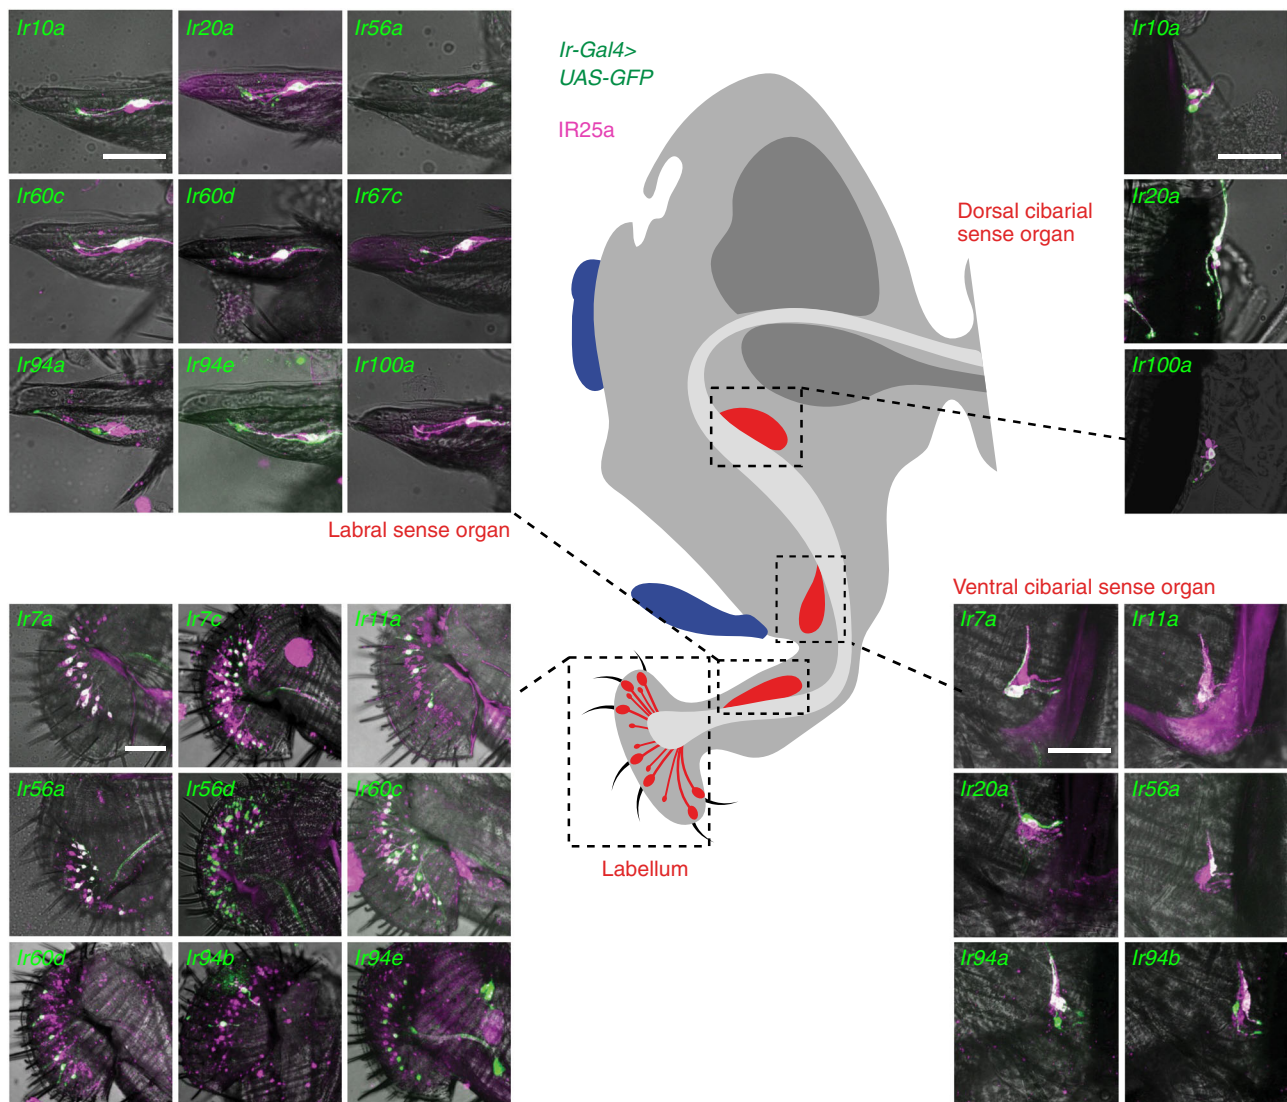 Ir10a
Ir20a
Ir56a
Ir60c
Ir60d
Ir67c
Ir94a
Ir94e
Ir100a
Labral sense organ
Ir-Gal4>
UAS-GFP
IR25a
Dorsal cibarial
sense organ
Ir10a
Ir20a
Ir100a
Ir7a
Ir7c
Ir11a
Ir56a
Ir56d
Ir60c
Ir60d
Ir94b
Ir94e
Labellum
Ventral cibarial sense organ
Ir7a
Ir11a
Ir20a
Ir56a
Ir94a
Ir94b